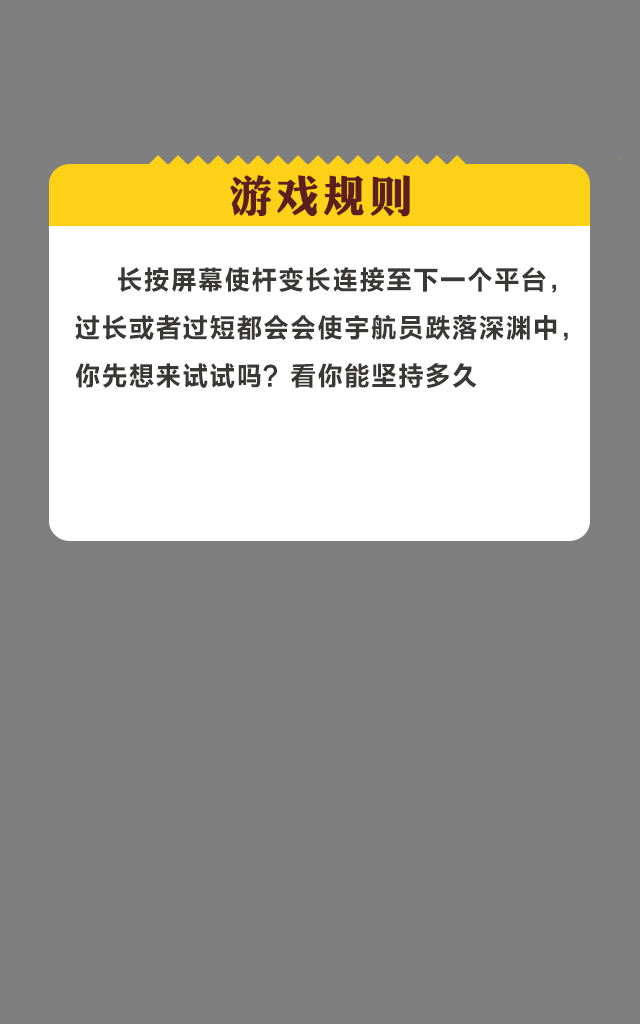 游戏规则
长按屏幕使杆变长连接至下一个平台，
过长或者过短都会会使宇航员跌落深渊中，
你先想来试试吗？看你能坚持多久